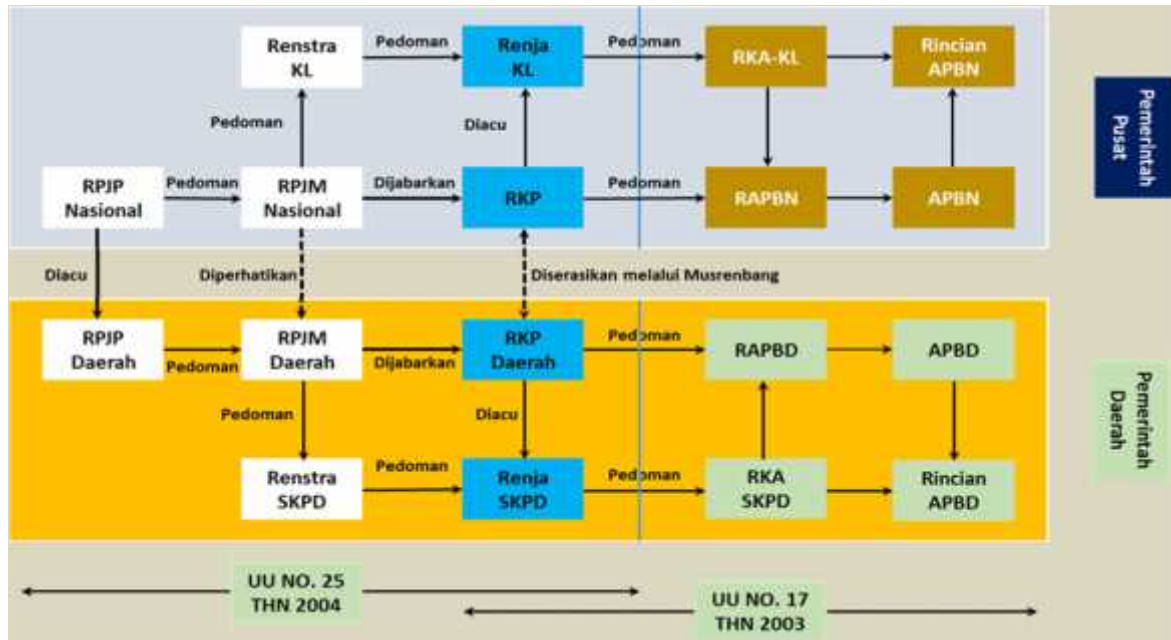 Renstra
KL
Pedoman
Renja
KL
Pedoman
RKA-KL
Rincian
APBN
Pedoman
Diacu
RPJP
Nasional
Pedoman
RPJM
Nasional
Dijabarkan
RKP
Pedoman
RAPBN
APBN
Pemerintah
Pusat
Diacu
Diperhatikan
Diserasikan melalui Musrenbang
RPJP
Daerah
Pedoman
RPJM
Daerah
Dijabarkan
RKP
Daerah
Pedoman
RAPBD
APBD
Pedoman
Diacu
Pemerintah
Daerah
Renstra
SKPD
Pedoman
Renja
SKPD
Pedoman
RKA
SKPD
Rincian
APBD
UU NO. 25
THN 2004
UU NO. 17
THN 2003